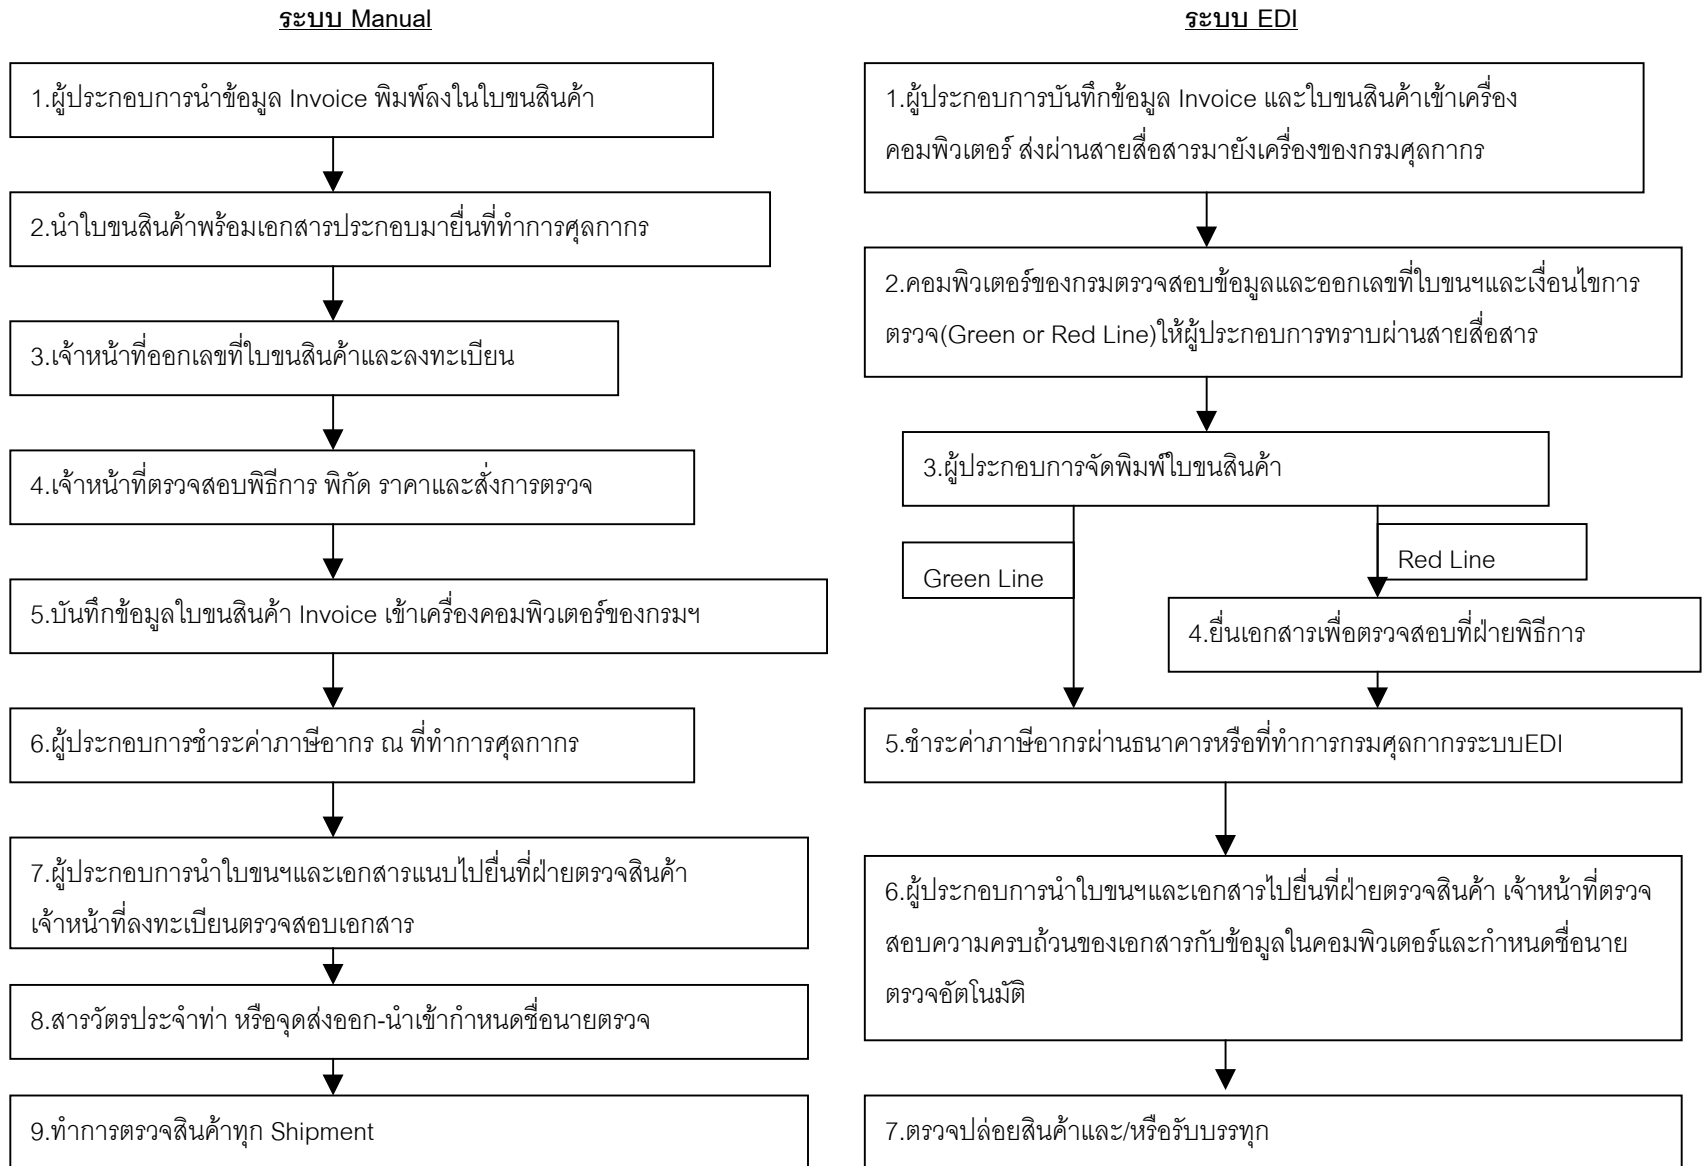 ระบบ Manual
1.ผู้ประกอบการนำข้อมูล Invoice พิมพ์ลงในใบขนสินค้า
2.นำใบขนสินค้าพร้อมเอกสารประกอบมายื่นที่ทำการศุลกากร
3.เจ้าหน้าที่ออกเลขที่ใบขนสินค้าและลงทะเบียน
4.เจ้าหน้าที่ตรวจสอบพิธีการ พิกัด ราคาและสั่งการตรวจ
5.บันทึกข้อมูลใบขนสินค้า Invoice เข้าเครื่องคอมพิวเตอร์ของกรมฯ
6.ผู้ประกอบการชำระค่าภาษีอากร ณ ที่ทำการศุลกากร
7.ผู้ประกอบการนำใบขนฯและเอกสารแนบไปยื่นที่ฝ่ายตรวจสินค้า
เจ้าหน้าที่ลงทะเบียนตรวจสอบเอกสาร
8.สารวัตรประจำท่า หรือจุดส่งออก-นำเข้ากำหนดชื่อนายตรวจ
9.ทำการตรวจสินค้าทุก Shipment
ระบบ EDI
1.ผู้ประกอบการบันทึกข้อมูล Invoice และใบขนสินค้าเข้าเครื่อง
คอมพิวเตอร์ ส่งผ่านสายสื่อสารมายังเครื่องของกรมศุลกากร
2.คอมพิวเตอร์ของกรมตรวจสอบข้อมูลและออกเลขที่ใบขนฯและเงื่อนไขการ
ตรวจ(Green or Red Line)ให้ผู้ประกอบการทราบผ่านสายสื่อสาร
3.ผู้ประกอบการจัดพิมพ์ใบขนสินค้า
Green Line
Red Line
4.ยื่นเอกสารเพื่อตรวจสอบที่ฝ่ายพิธีการ
5.ชำระค่าภาษีอากรผ่านธนาคารหรือที่ทำการกรมศุลกากรระบบEDI
6.ผู้ประกอบการนำใบขนฯและเอกสารไปยื่นที่ฝ่ายตรวจสินค้า เจ้าหน้าที่ตรวจ
สอบความครบถ้วนของเอกสารกับข้อมูลในคอมพิวเตอร์และกำหนดชื่อนาย
ตรวจอัตโนมัติ
7.ตรวจปล่อยสินค้าและ/หรือรับบรรทุก